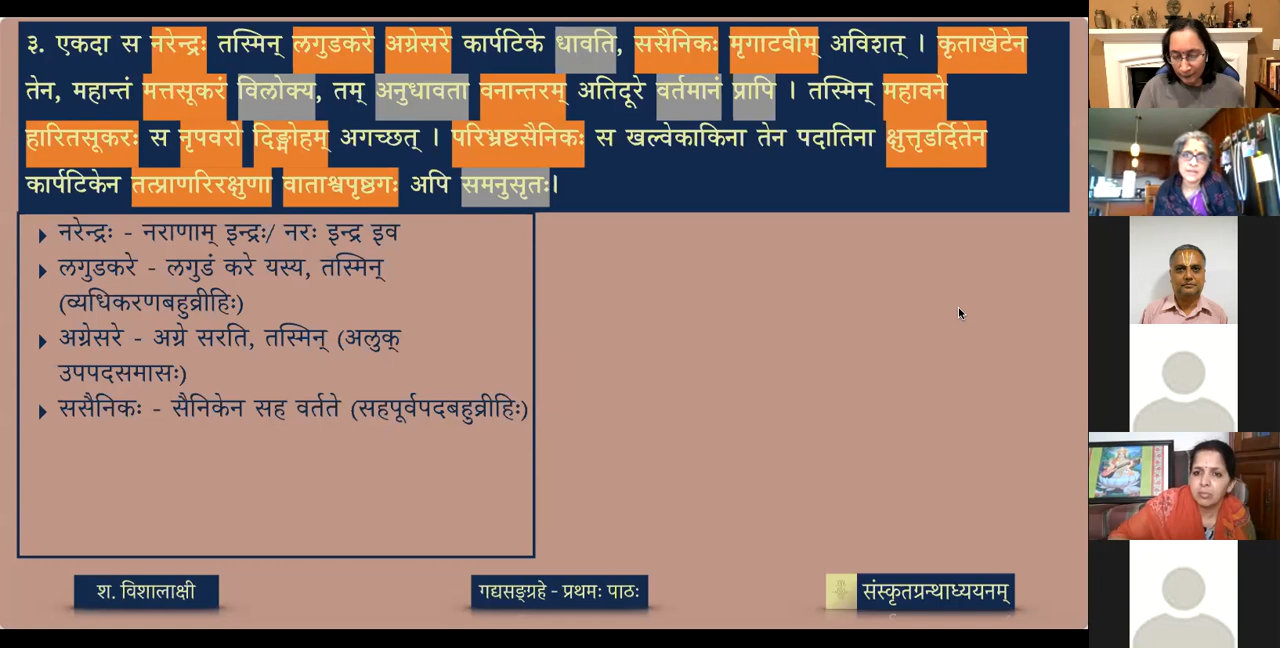 ३. एकदा स नरेन्द्रः तस्मिन् लगुडकरे अग्रेसरे कार्पटिके धावति, ससैनिकः मृगाटवीम् अविशत् । कृताखेटेन
तेन, महान्तं मत्तसूकरं विलोक्य, तम् अनुधावता वनान्तरम् अतिदूरे वर्तमानं प्रापि । तस्मिन् महावने
हारितसूकरः स नृपवरो दिङ्मोहम् अगच्छत् । परिभ्रष्टसैनिकः स खल्वेकाकिना तेन पदातिना क्षुत्तृडर्दितेन
कार्पटिकेन तत्प्राणरिरक्षुणा वाताश्वपृष्ठगः अपि समनुसृतः।
नरेन्द्रः - नराणाम् इन्द्रः/ नरः इन्द्र इव
लगुडकरे - लगुडं करे यस्य, तस्मिन्
(व्यधिकरणबहुव्रीहिः)
अग्रेसरे - अग्रे सरति, तस्मिन् (अलुक्
उपपदसमासः)
ससैनिकः - सैनिकेन सह वर्तते (सहपूर्वपदबहुव्रीहिः)
श. विशालाक्षी
गद्यसङ्ग्रहे - प्रथमः पाठः
संस्कृतग्रन्थाध्ययनम्